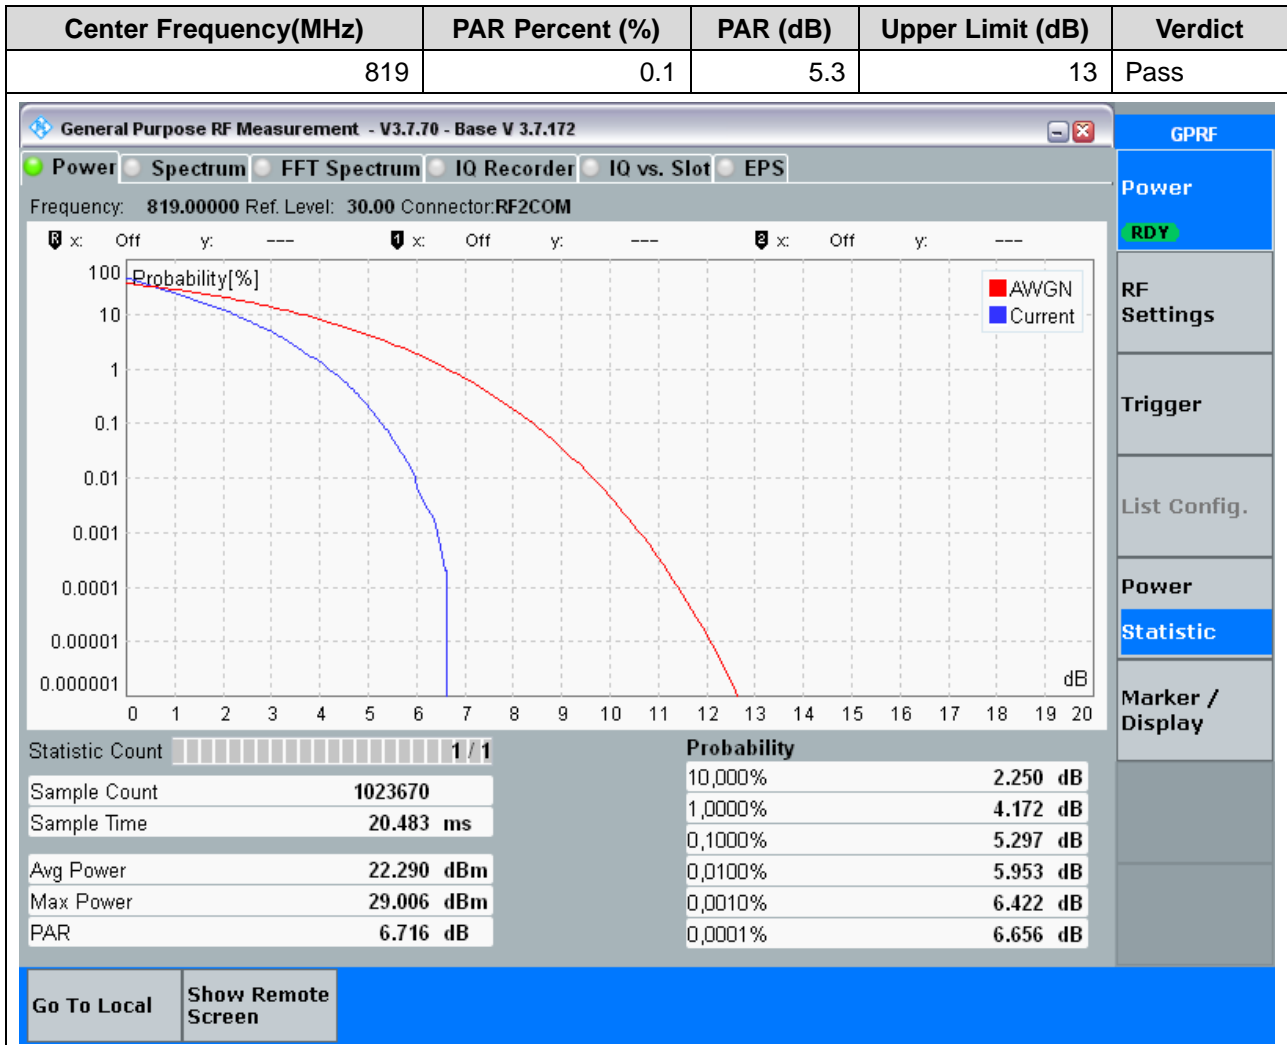 Center Frequency(MHz) PAR Percent (%) PAR (dB) Upper Limit (dB) Verdict
819 0.1 5.3 13 Pass
General Purpose RF Measurement - V3.7.70 - Base V 3.7.172
GPRF
Power Spectrum FFT Spectrum IQ Recorder IQ vs. Slot EPS
Frequency: 819.00000 Ref. Level: 30.00 Connector:RF2COM
R x: Off y: --- 1 x: Off y: --- 2 x: Off y: ---
Probability[%]
100
10
1
0.1
0.01
0.001
0.0001
0.00001
0.000001
AWGN
Current
dB
0 1 2 3 4 5 6 7 8 9 10 11 12 13 14 15 16 17 18 19 20
Statistic Count 1 / 1
Sample Count 1023670
Sample Time 20.483 ms
Avg Power 22.290 dBm
Max Power 29.006 dBm
PAR 6.716 dB
Probability
10,000% 2.250 dB
1,0000% 4.172 dB
0,1000% 5.297 dB
0,0100% 5.953 dB
0,0010% 6.422 dB
0,0001% 6.656 dB
Power
RDY
RF
Settings
Trigger
List Config.
Power
Statistic
Marker /
Display
Go To Local
Show Remote
Screen